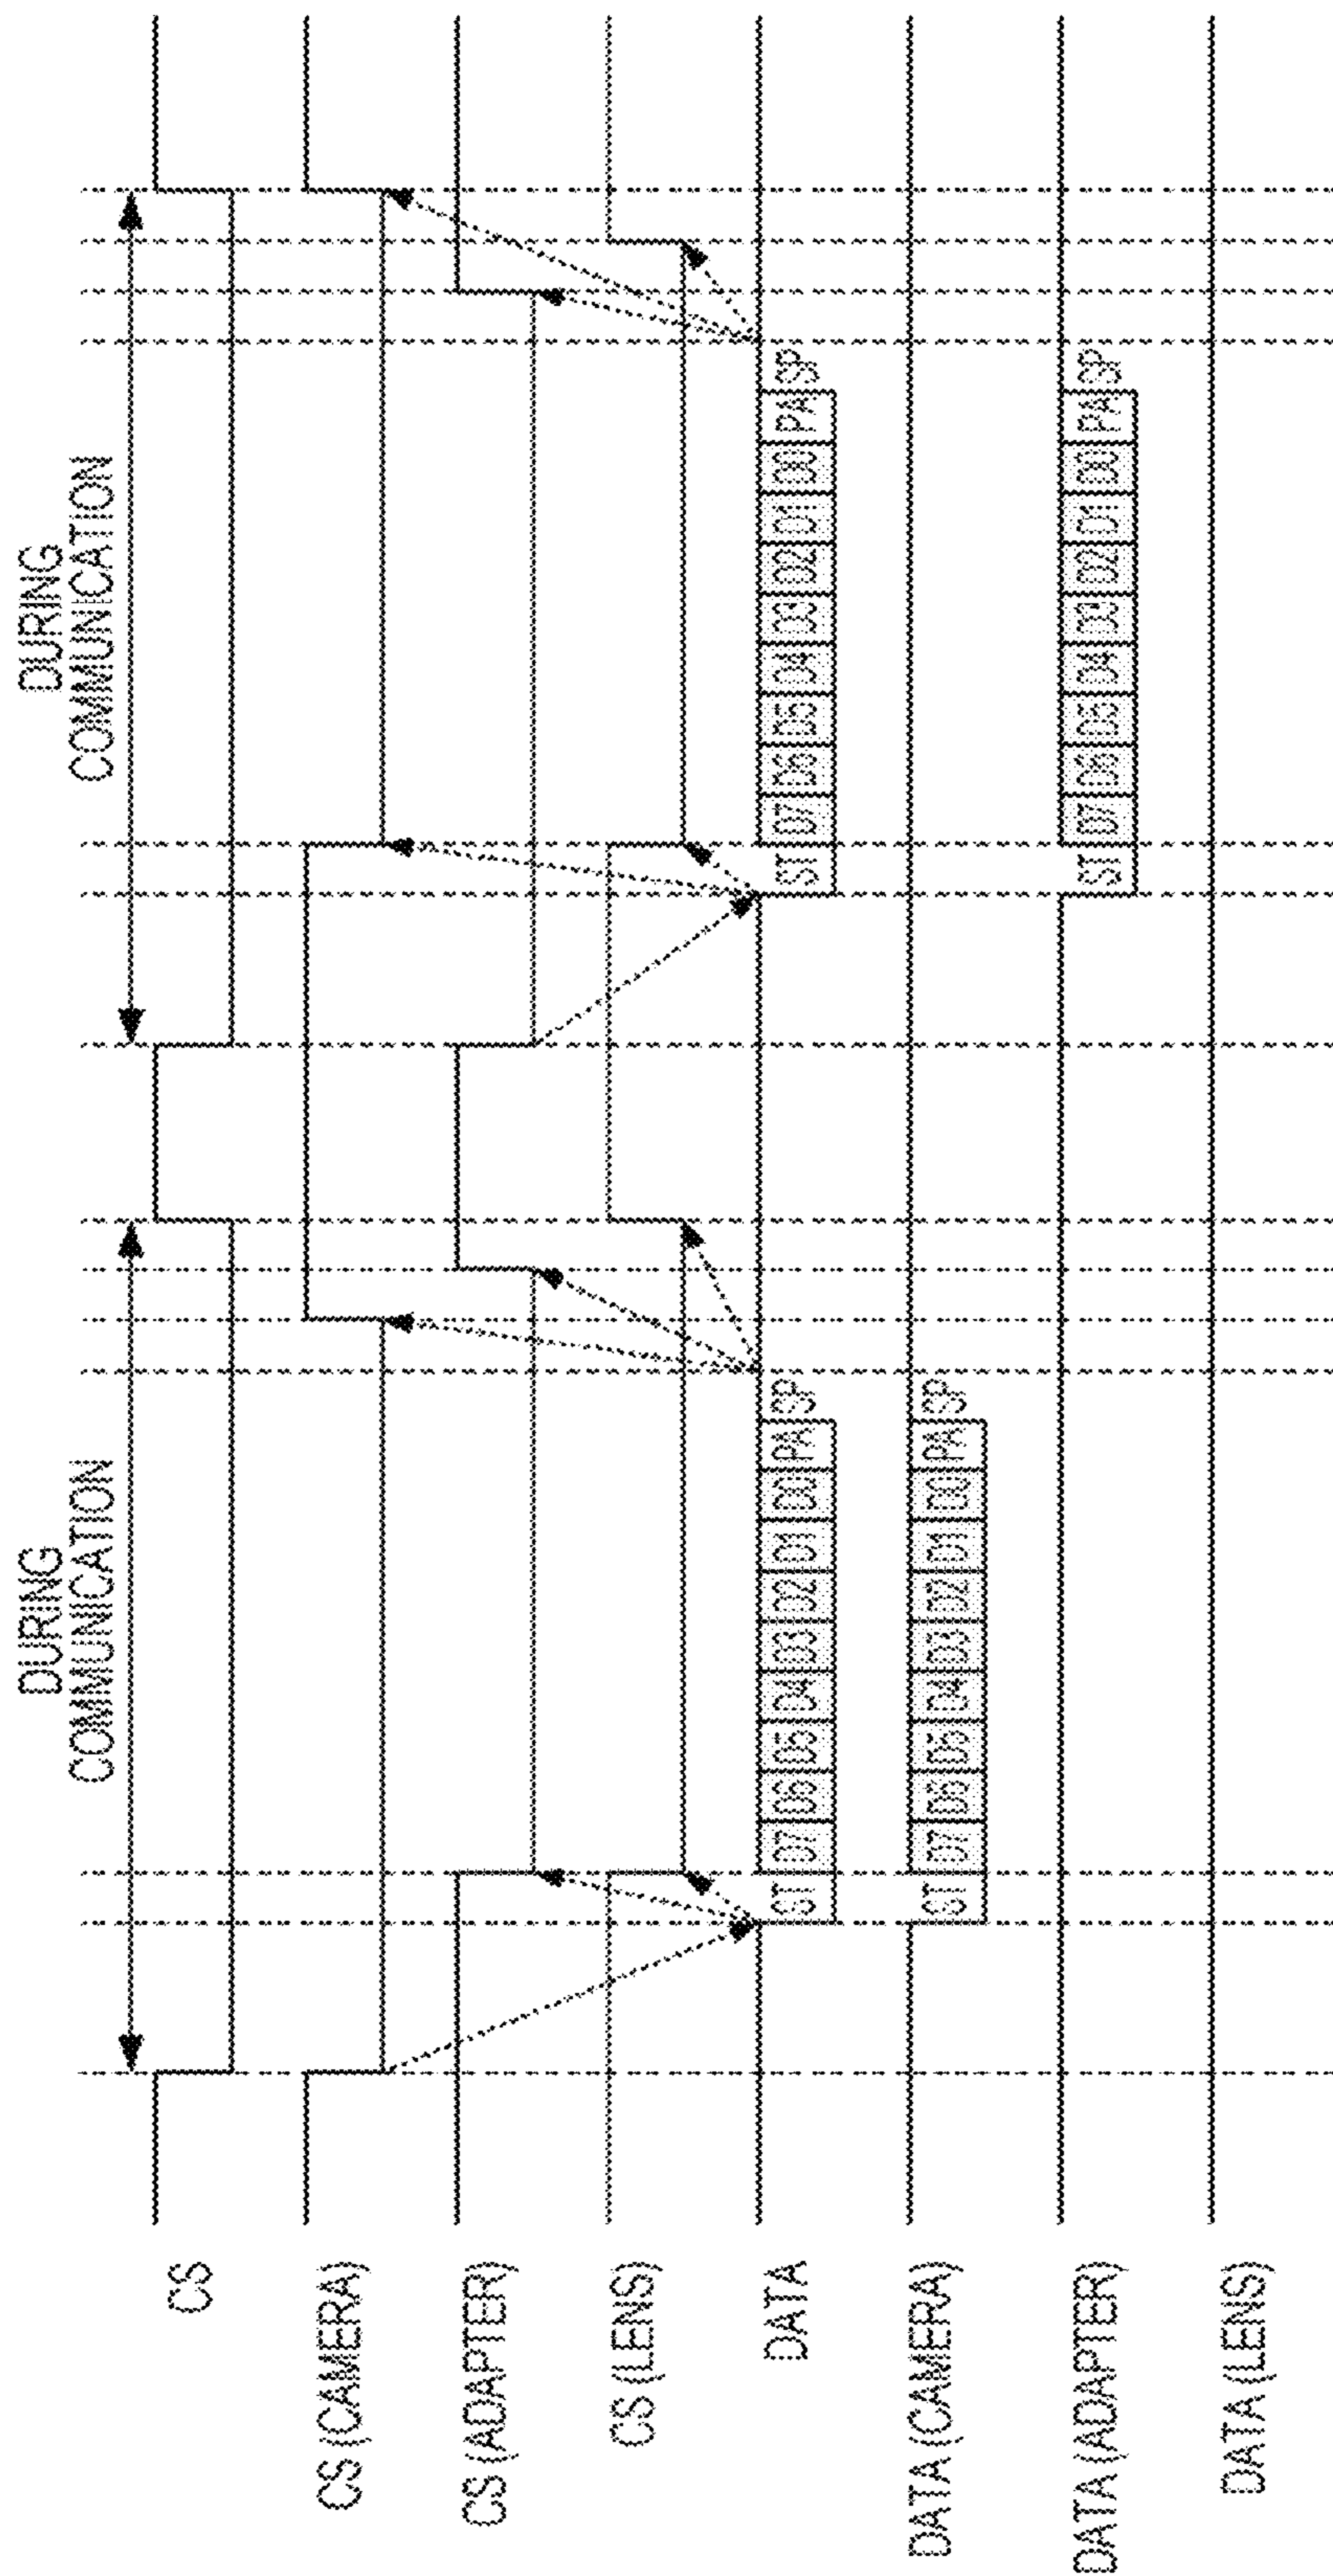 DURING
COMMUNICATION
DURING
COMMUNICATION
CS
CS (CAMERA)
CS (ADAPTER)
CS (LENS)
DATA
ST D7 D6 D5 D4 D3 D2 D1 D0 PA SP
ST D7 D6 D5 D4 D3 D2 D1 D0 PA SP
DATA (CAMERA)
ST D7 D6 D5 D4 D3 D2 D1 D0 PA SP
DATA (ADAPTER)
ST D7 D6 D5 D4 D3 D2 D1 D0 PA SP
DATA (LENS)